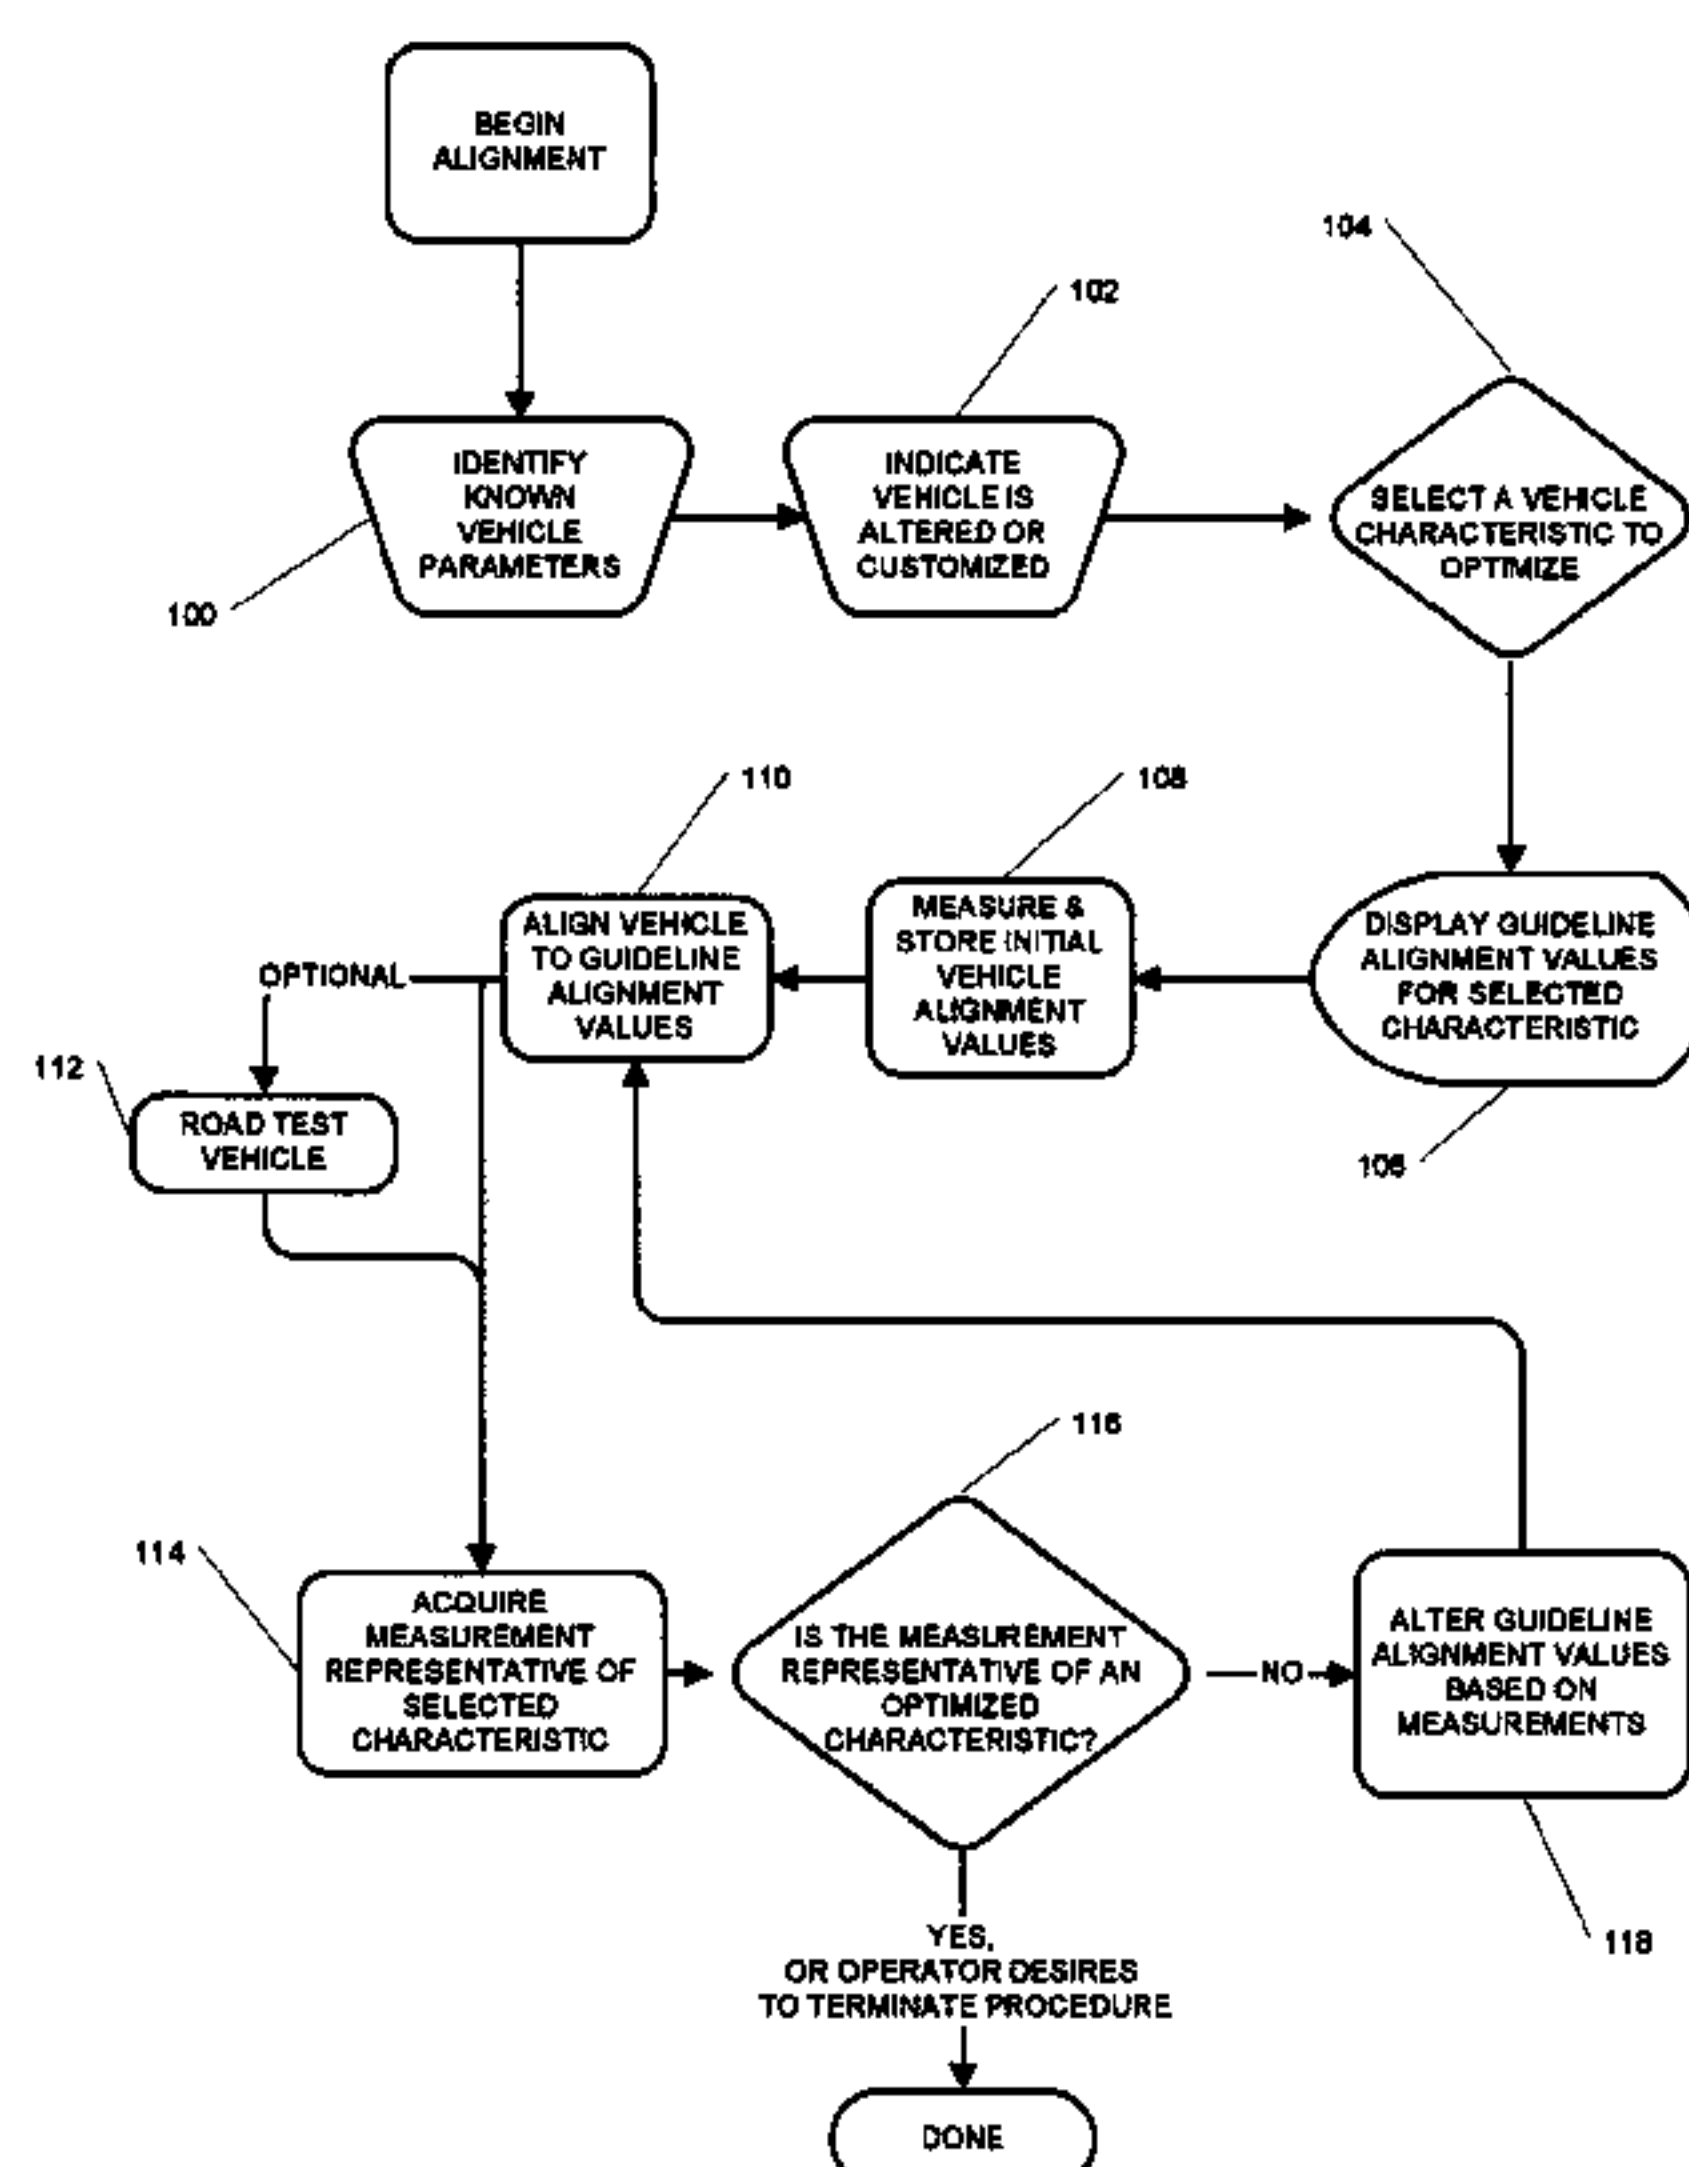 BEGIN
ALIGNMENT
104
102
IDENTIFY
KNOWN
VEHICLE
PARAMETERS
INDICATE
VEHICLE IS
ALTERED OR
CUSTOMIZED
SELECT A VEHICLE
CHARACTERISTIC TO
OPTIMIZE
100
110
108
ALIGN VEHICLE
TO GUIDELINE
ALIGNMENT
VALUES
MEASURE &
STORE INITIAL
VEHICLE
ALIGNMENT
VALUES
DISPLAY GUIDELINE
ALIGNMENT VALUES
FOR SELECTED
CHARACTERISTIC
OPTIONAL
112
ROAD TEST
VEHICLE
106
116
114
ACQUIRE
MEASUREMENT
REPRESENTATIVE OF
SELECTED
CHARACTERISTIC
IS THE MEASUREMENT
REPRESENTATIVE OF AN
OPTIMIZED
CHARACTERISTIC?
NO
ALTER GUIDELINE
ALIGNMENT VALUES
BASED ON
MEASUREMENTS
118
YES,
OR OPERATOR DESIRES
TO TERMINATE PROCEDURE
DONE